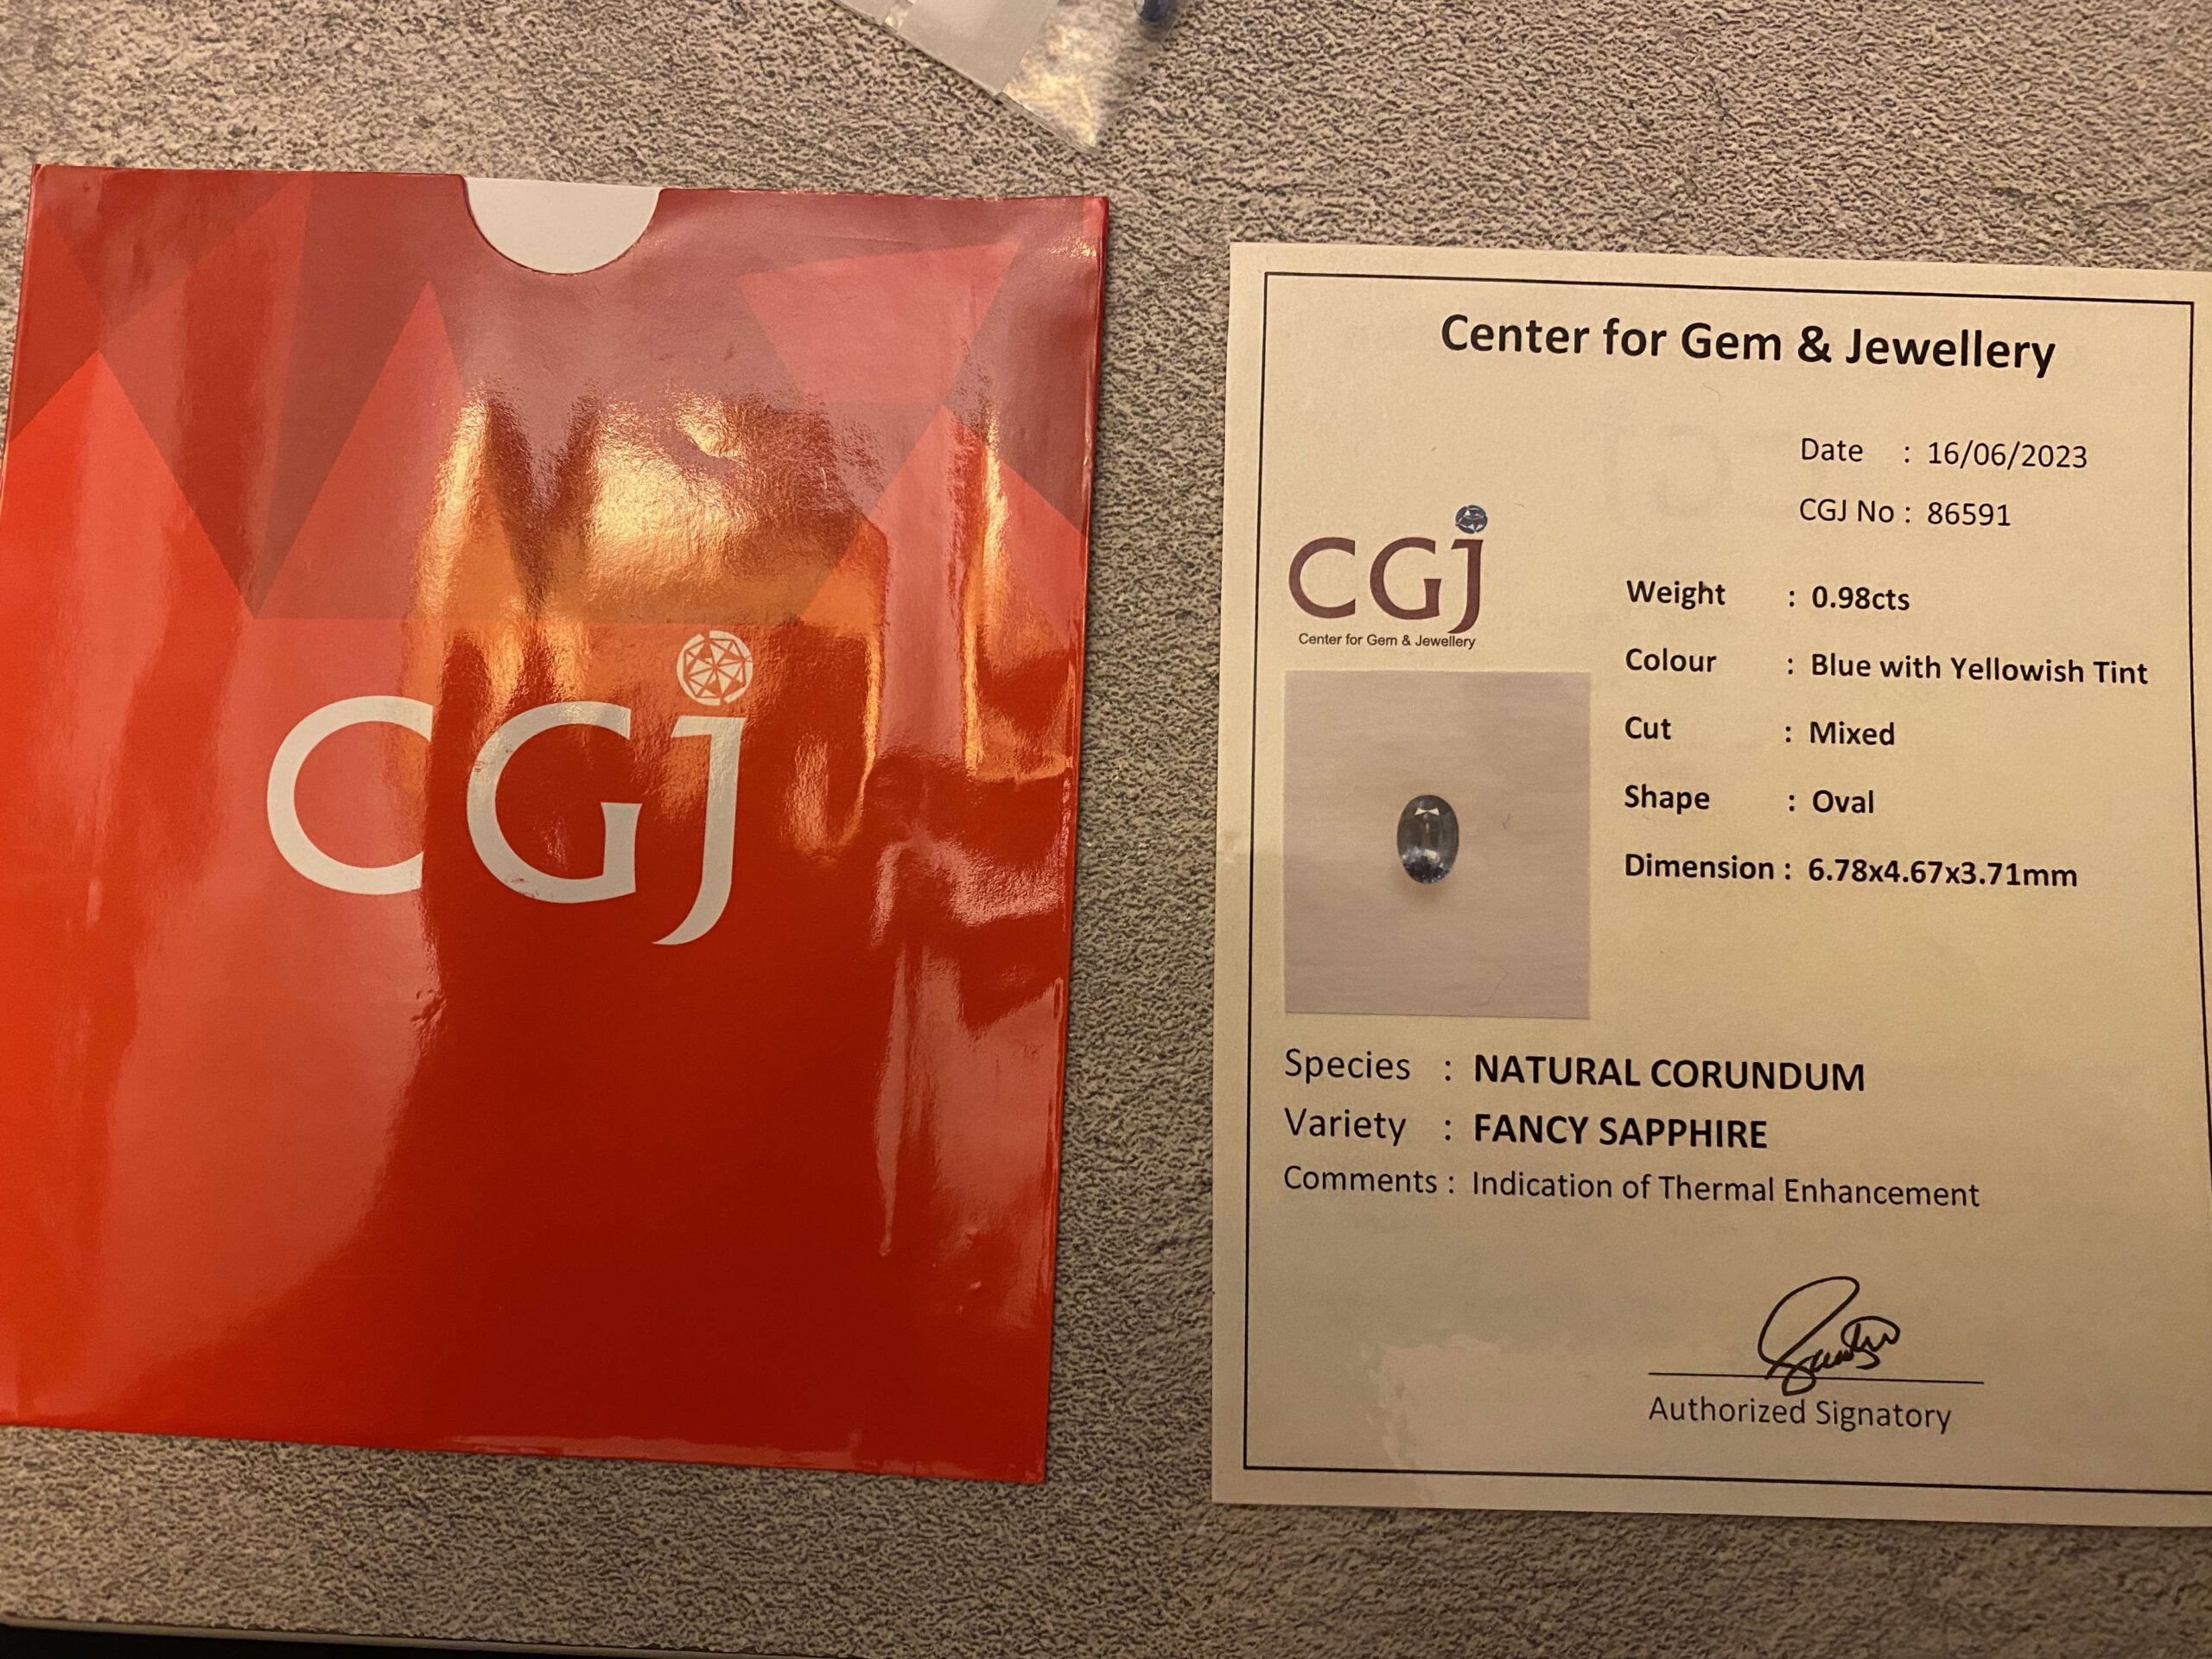 CGJ
Center for Gem & Jewellery
Date : 16/06/2023
CGJ No : 86591
CGJ
Center for Gem & Jewellery
Weight : 0.98cts
Colour : Blue with Yellowish Tint
Cut : Mixed
Shape : Oval
Dimension : 6.78x4.67x3.71mm
Species : NATURAL CORUNDUM
Variety : FANCY SAPPHIRE
Comments : Indication of Thermal Enhancement
Authorized Signatory